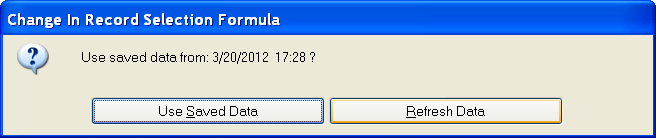 Change In Record Selection Formula
Use saved data from: 3/20/2012  17:28 ?
Use Saved Data
Refresh Data